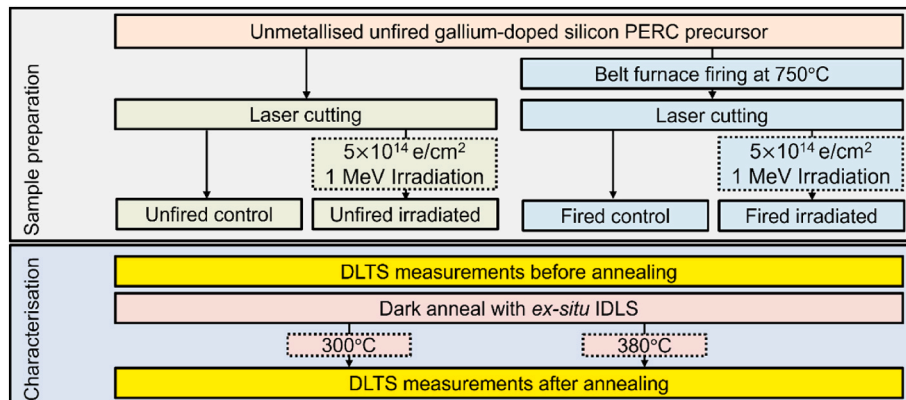 Sample preparation
Unmetallised unfired gallium-doped silicon PERC precursor
Belt furnace firing at 750°C
Laser cutting
Laser cutting
5×10¹⁴ e/cm²
1 MeV Irradiation
5×10¹⁴ e/cm²
1 MeV Irradiation
Unfired control
Unfired irradiated
Fired control
Fired irradiated
Characterisation
DLTS measurements before annealing
Dark anneal with ex-situ IDLS
300°C
380°C
DLTS measurements after annealing